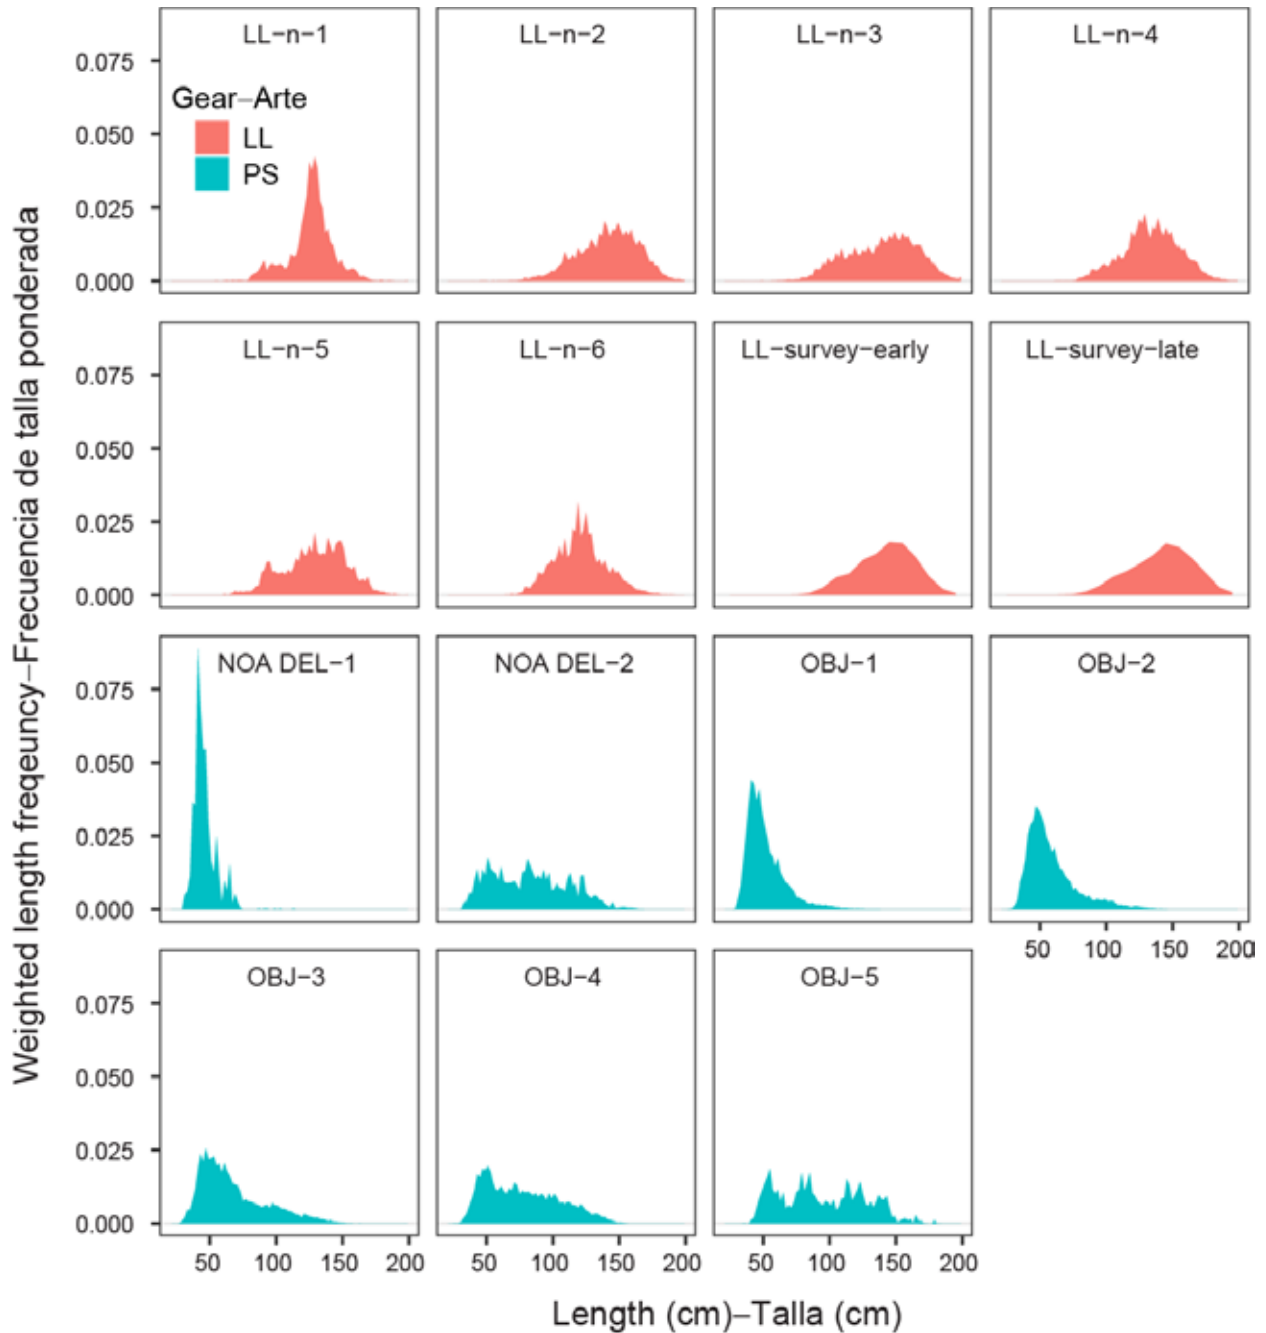 LL−n−1
LL−n−2
LL−n−3
LL−n−4
0.075
0.050
0.025
0.000
Gear−Arte
LL
PS
LL−n−5
LL−n−6
LL−survey−early
LL−survey−late
0.075
0.050
0.025
0.000
NOA DEL−1
NOA DEL−2
OBJ−1
OBJ−2
0.075
0.050
0.025
0.000
50 100 150 200
OBJ−3
OBJ−4
OBJ−5
0.075
0.050
0.025
0.000
50 100 150 200
50 100 150 200
50 100 150 200
Length (cm)−Talla (cm)
Weighted length freqeuncy−Frecuencia de talla ponderada